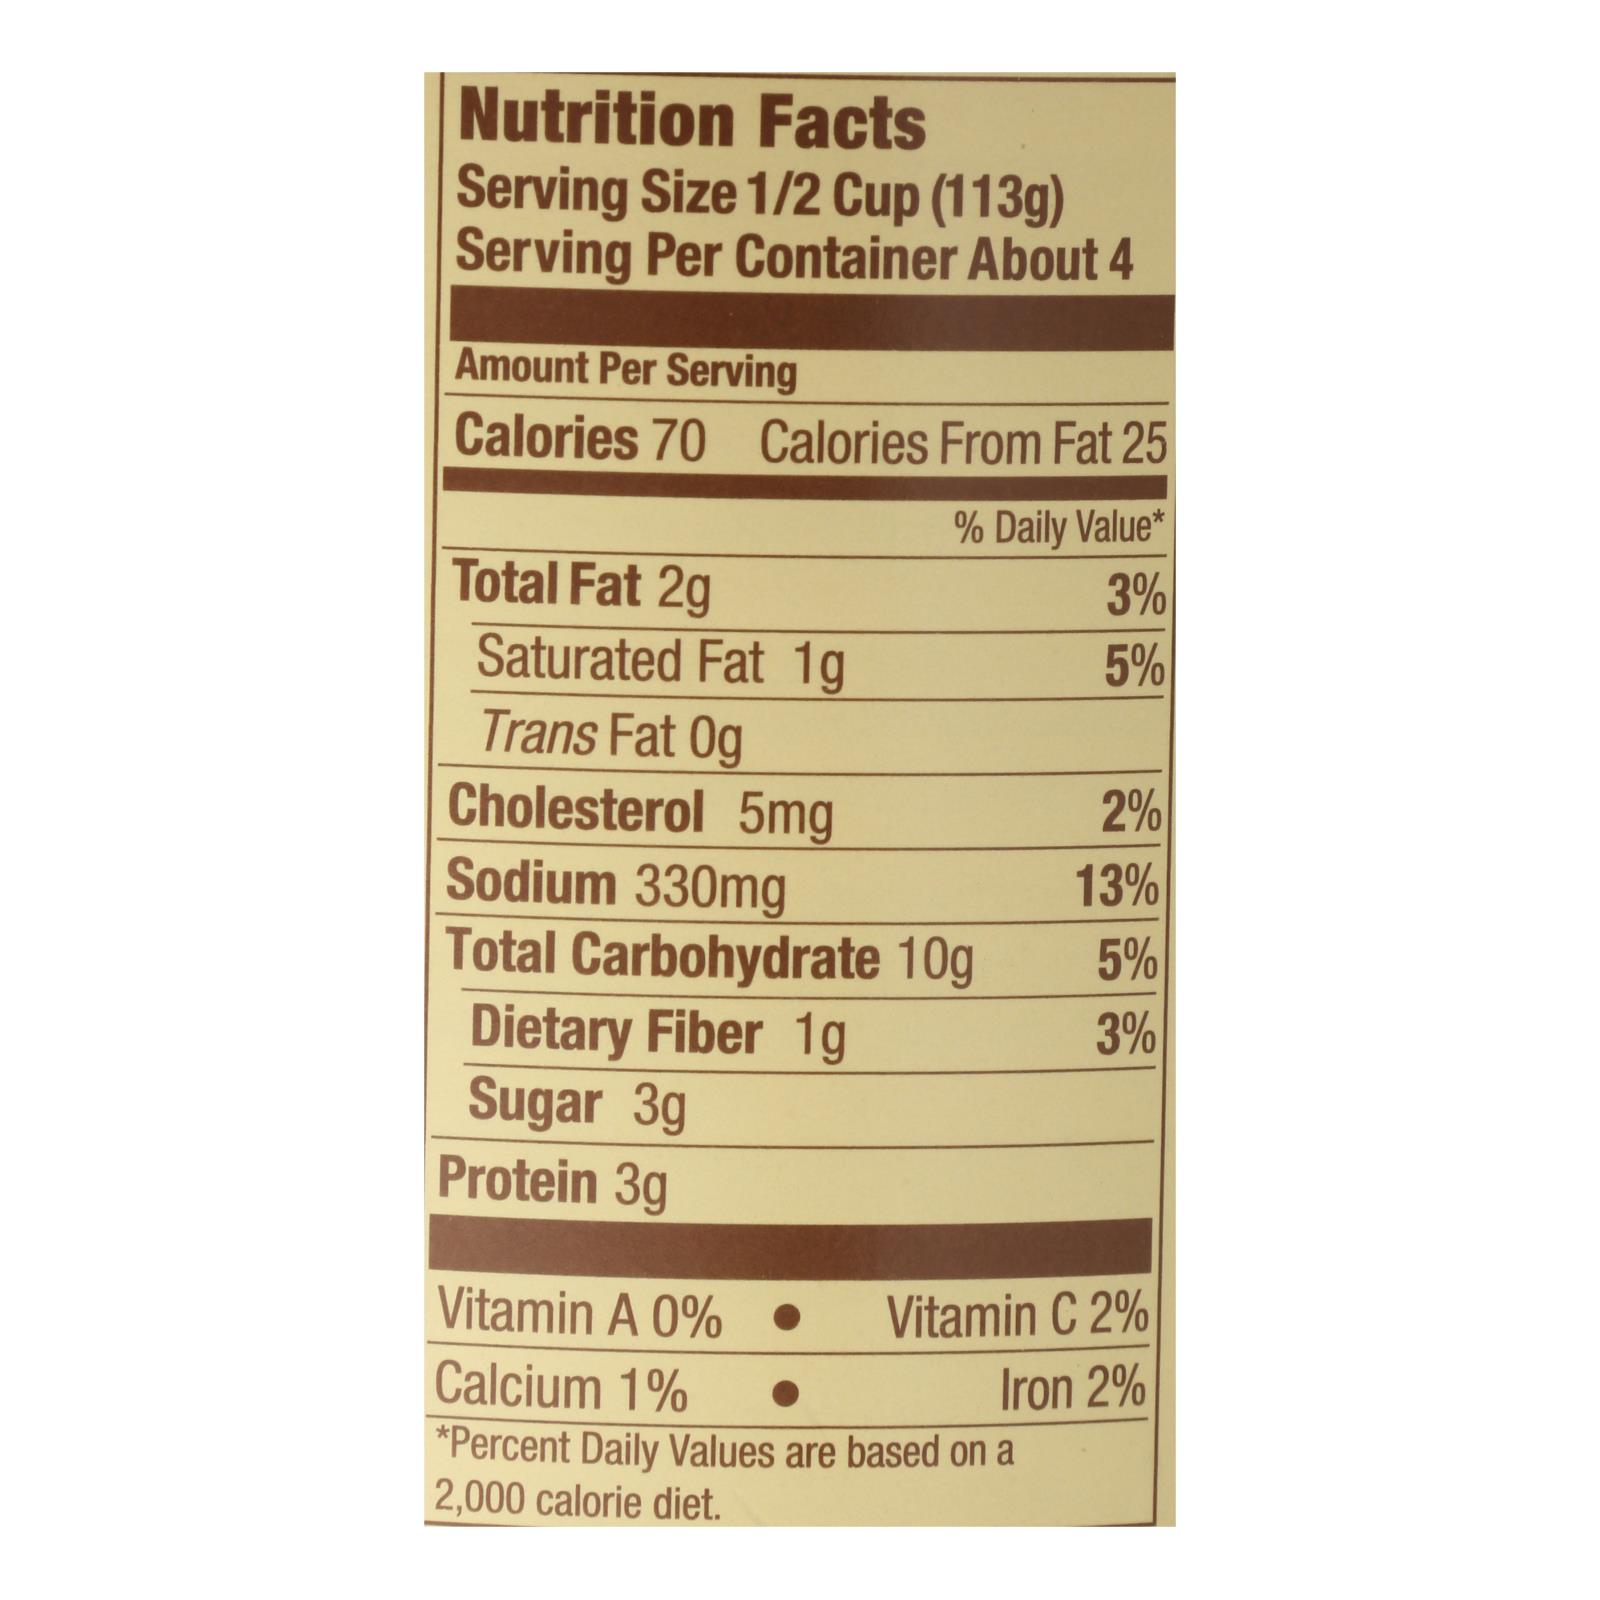 Nutrition Facts
Serving Size 1/2 Cup (113g)
Serving Per Container About 4
Amount Per Serving
Calories 70 Calories From Fat 25
% Daily Value*
Total Fat 2g 3%
Saturated Fat 1g 5%
Trans Fat 0g
Cholesterol 5mg 2%
Sodium 330mg 13%
Total Carbohydrate 10g 5%
Dietary Fiber 1g 3%
Sugar 3g
Protein 3g
Vitamin A 0% • Vitamin C 2%
Calcium 1% • Iron 2%
*Percent Daily Values are based on a
2,000 calorie diet.